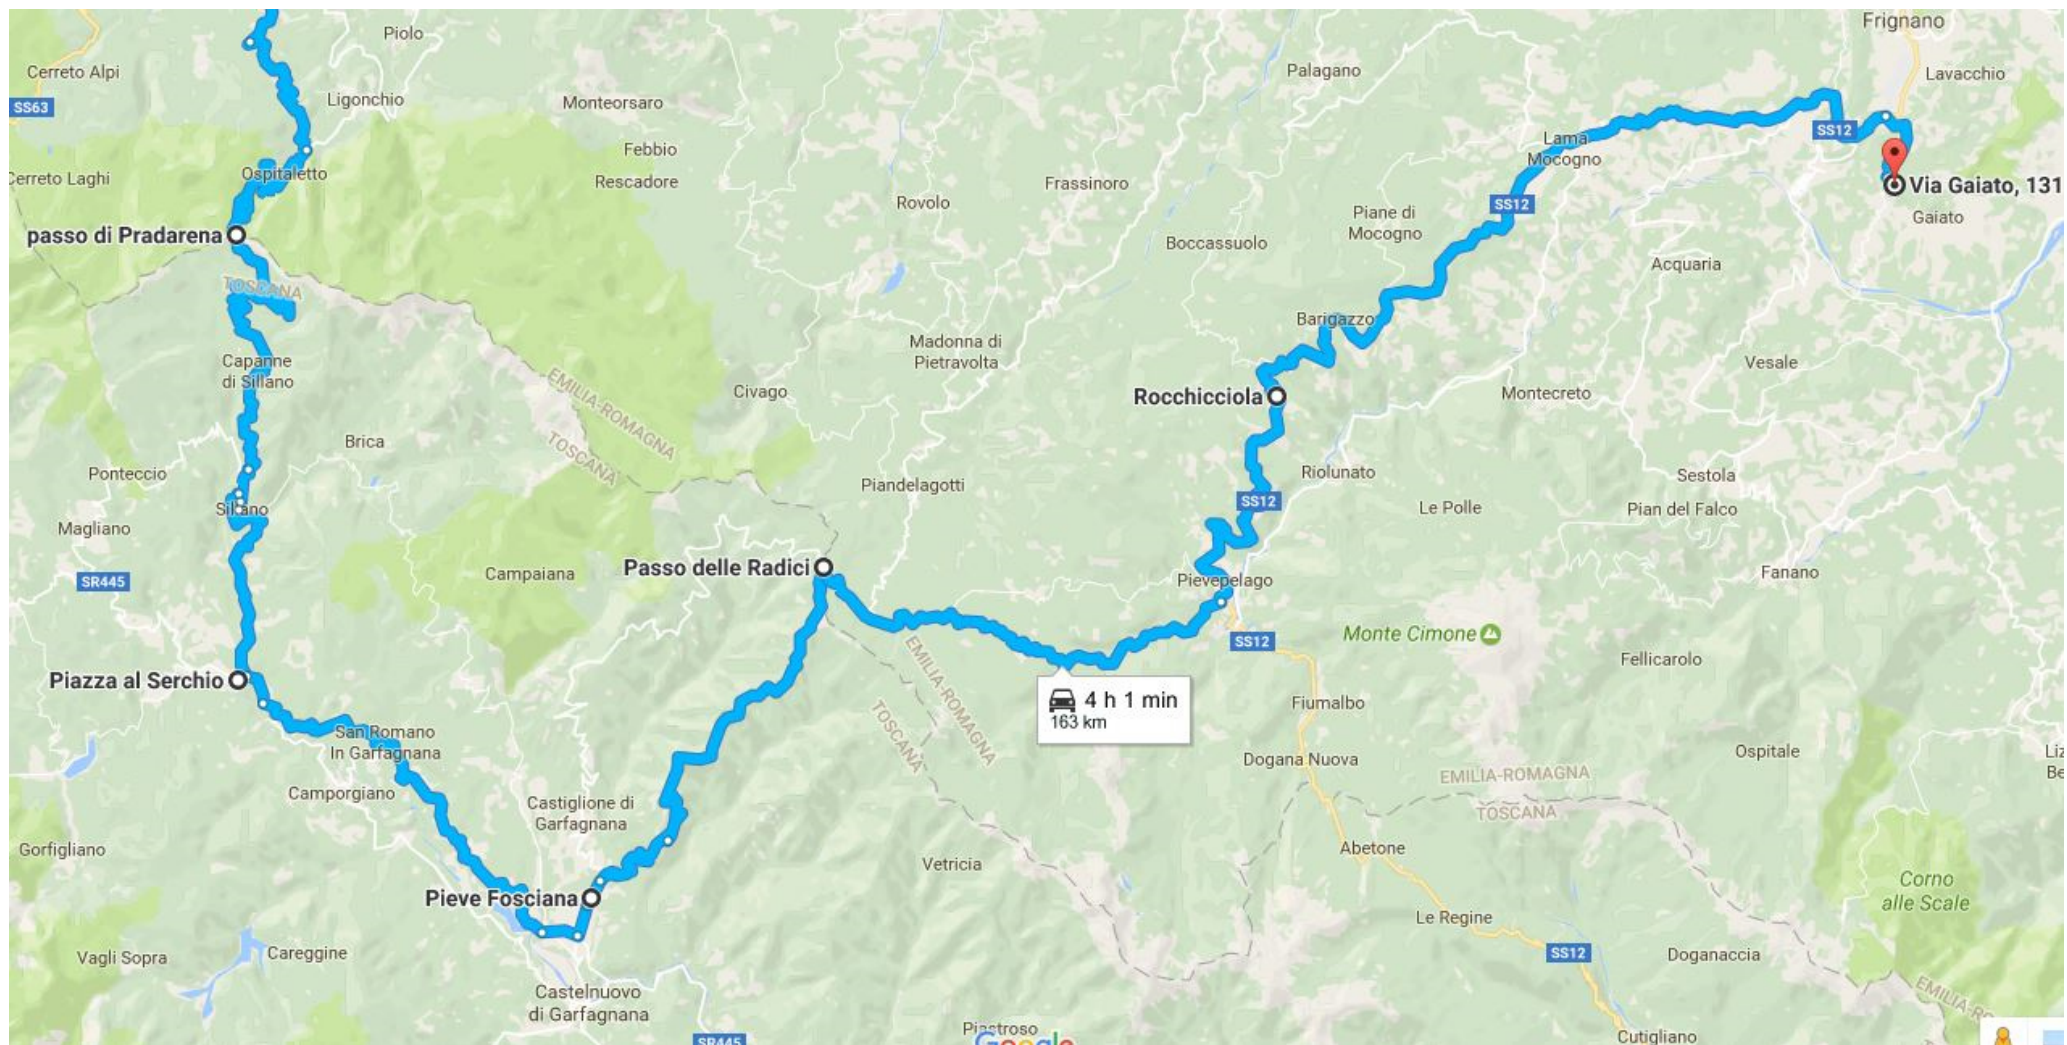 Frignano
Piolo
Cerreto Alpi
Palagano
Lavacchio
Ligonchio
Monteorsaro
SS63
SS12
Lama
Mocogno
Febbio
Ospitaletto
Cerreto Laghi
Rescadore
Frassinoro
Via Gaiato, 131
Rovolo
SS12
Piane di
Mocogno
Gaiato
passo di Pradarena
Boccassuolo
Acquaria
TOSCANA
Barigazzo
Madonna di
Pietravolta
Capanne
di Sillano
Vesale
EMILIA-ROMAGNA
TOSCANA
Civago
Rocchicciola
Montecreto
Brica
Ponteccio
Riolunato
Sestola
Piandelagotti
SS12
Sillano
Le Polle
Pian del Falco
Magliano
Passo delle Radici
Campaiana
SR445
Pievepelago
Fanano
Monte Cimone
SS12
Fellicarolo
Piazza al Serchio
EMILIA-ROMAGNA
TOSCANA
4 h 1 min
163 km
Fiumalbo
San Romano
In Garfagnana
Ospitale
Dogana Nuova
Liz
Be
EMILIA-ROMAGNA
TOSCANA
Camporgiano
Castiglione di
Garfagnana
Gorfigliano
Abetone
Vetricia
Corno
alle Scale
Pieve Fosciana
Le Regine
Vagli Sopra
Careggine
SS12
Doganaccia
Castelnuovo
di Garfagnana
EMILIA-RO
Piastroso
Google
SR445
Cutigliano